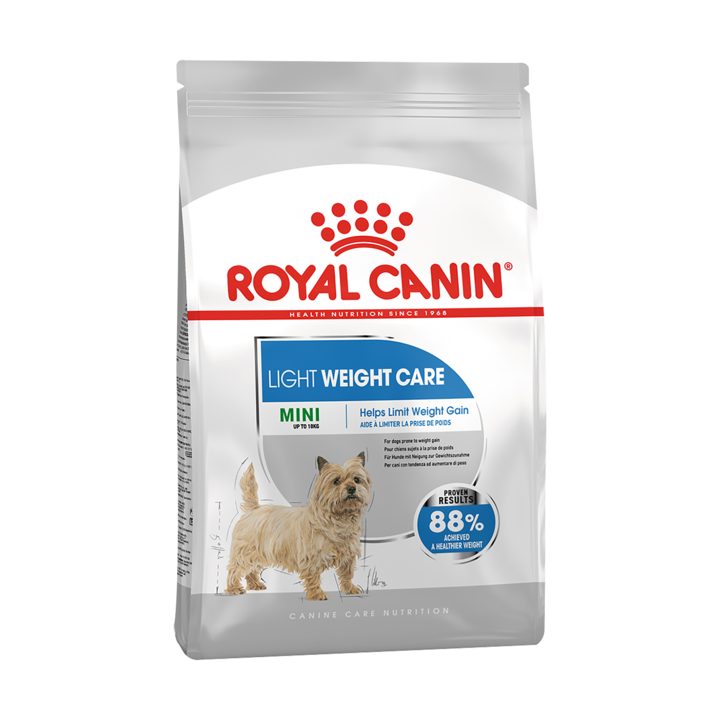 ROYAL CANIN®
HEALTH NUTRITION SINCE 1968
LIGHT WEIGHT CARE
MINI
UP TO 10KG
Helps Limit Weight Gain
AIDE À LIMITER LA PRISE DE POIDS
For dogs prone to weight gain
Pour chiens sujets à la prise de poids
Für Hunde mit Neigung zur Gewichtszunahme
Per cani con tendenza ad aumentare di peso
PROVEN
RESULTS
88%
ACHIEVED
A HEALTHIER WEIGHT
CANINE CARE NUTRITION